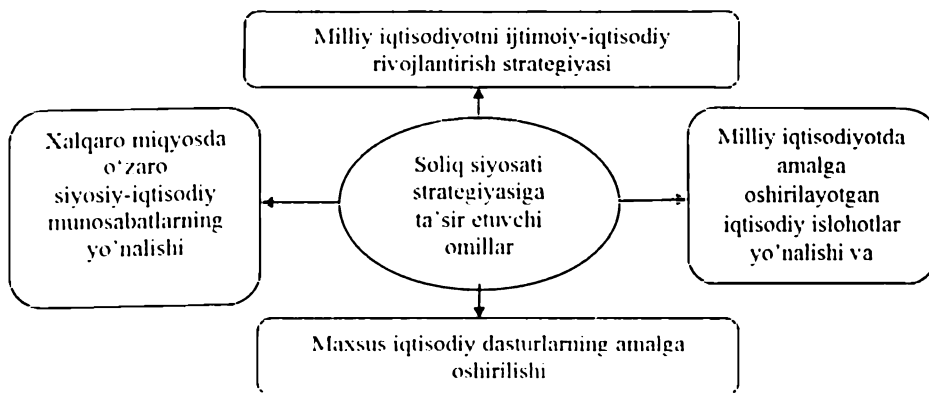 Milliy iqtisodiyotni ijtimoiy-iqtisodiy
rivojlantirish strategiyasi
Xalqaro miqyosda
o‘zaro
siyosiy-iqtisodiy
munosabatlarning
yo’nalishi
Soliq siyosati
strategiyasiga
ta’sir etuvchi
omillar
Milliy iqtisodiyotda
amalga
oshirilayotgan
iqtisodiy islohotlar
yo’nalishi va
Maxsus iqtisodiy dasturlarning amalga
oshirilishi